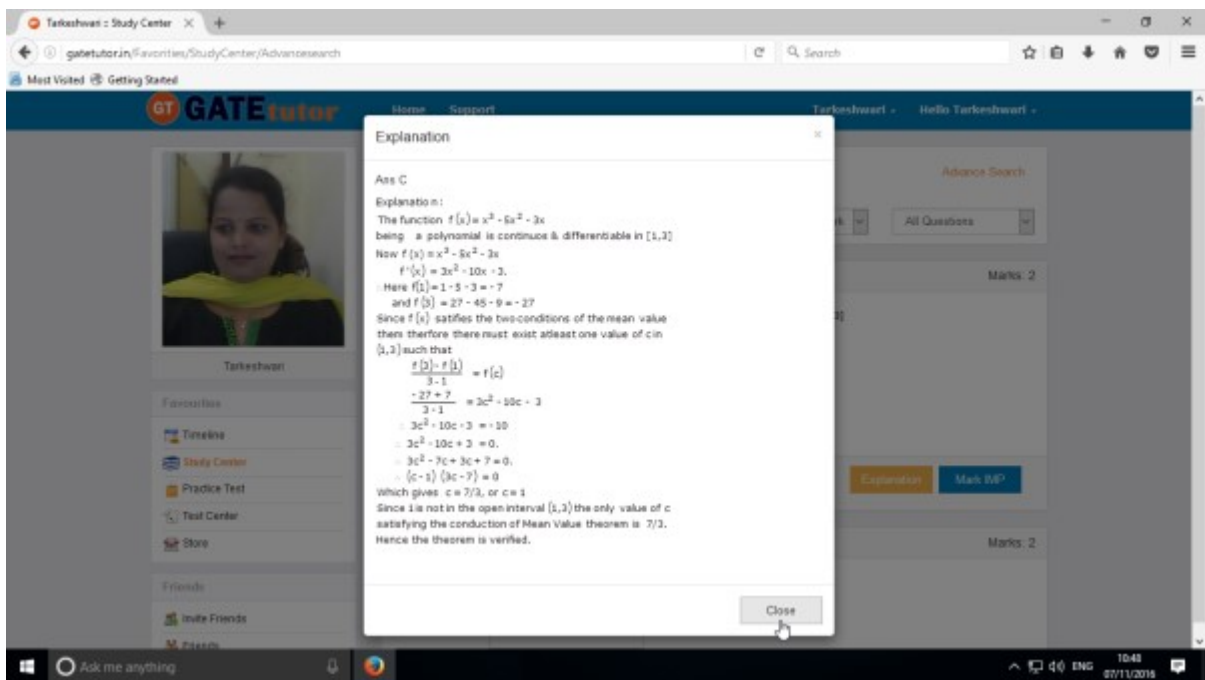 Tarkeshwari :: Study Center
gatetutor.in/Favorties/StudyCenter/Advancesearch
Search
Most Visited Getting Started
GT GATEtutor Home Support Tarkeshwari Hello Tarkeshwari
Explanation
Ans C
Explanation:
The function f(x) = x³ - 5x² - 3x
being a polynomial is continuos & differentiable in [1,3]
Now f (x) = x³ - 5x² - 3x
f'(x) = 3x² - 10x - 3.
Here f(1) = 1 - 5 - 3 = - 7
and f (3) = 27 - 45 - 9 = - 27
Since f (x) satifies the two conditions of the mean value
them therfore there must exist atleast one value of c in
(1,3) such that
f (3) - f (1) / 3 - 1 = f (c)
- 27 + 7 / 3 - 1 = 3c² - 10c - 3
∴ 3c² - 10c - 3 = - 10
∴ 3c² - 10c + 3 = 0.
∴ 3c² - 7c + 3c + 7 = 0.
∴ (c - 1) (3c - 7) = 0
Which gives c = 7/3, or c = 1
Since 1 is not in the open interval (1,3) the only value of c
satisfying the conduction of Mean Value theorem is 7/3.
Hence the theorem is verified.
Close
Tarkeshwari
Favourites
Timeline
Study Center
Practice Test
Test Center
Store
Friends
Invite Friends
Friends
Advance Search
All Questions
Marks: 2
Explanation Mark IMP
Marks: 2
Ask me anything
ENG
10:48
07/11/2016